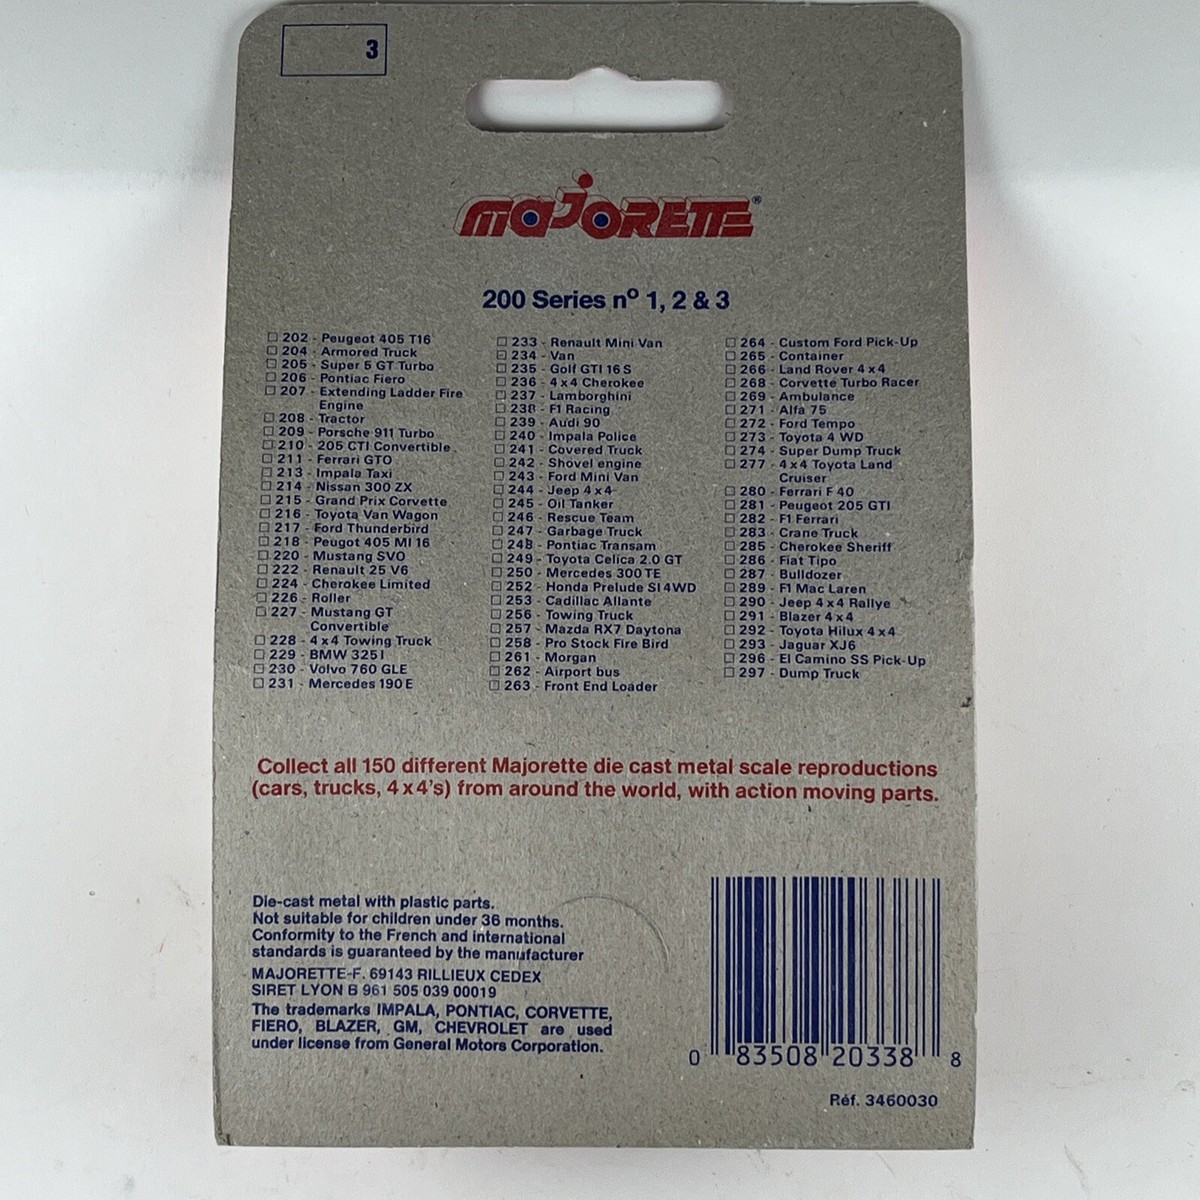 3
MAJORETTE®
200 Series nº 1, 2 & 3
202 - Peugeot 405 T16
204 - Armored Truck
205 - Super 5 GT Turbo
206 - Pontiac Fiero
207 - Extending Ladder Fire
Engine
208 - Tractor
209 - Porsche 911 Turbo
210 - 205 CTI Convertible
211 - Ferrari GTO
213 - Impala Taxi
214 - Nissan 300 ZX
215 - Grand Prix Corvette
216 - Toyota Van Wagon
217 - Ford Thunderbird
218 - Peugot 405 MI 16
220 - Mustang SVO
222 - Renault 25 V6
224 - Cherokee Limited
226 - Roller
227 - Mustang GT
Convertible
228 - 4 x 4 Towing Truck
229 - BMW 325 I
230 - Volvo 760 GLE
231 - Mercedes 190 E
233 - Renault Mini Van
234 - Van
235 - Golf GTI 16 S
236 - 4 x 4 Cherokee
237 - Lamborghini
238 - F1 Racing
239 - Audi 90
240 - Impala Police
241 - Covered Truck
242 - Shovel engine
243 - Ford Mini Van
244 - Jeep 4 x 4
245 - Oil Tanker
246 - Rescue Team
247 - Garbage Truck
248 - Pontiac Transam
249 - Toyota Celica 2.0 GT
250 - Mercedes 300 TE
252 - Honda Prelude SI 4WD
253 - Cadillac Allante
256 - Towing Truck
257 - Mazda RX7 Daytona
258 - Pro Stock Fire Bird
261 - Morgan
262 - Airport bus
263 - Front End Loader
264 - Custom Ford Pick-Up
265 - Container
266 - Land Rover 4 x 4
268 - Corvette Turbo Racer
269 - Ambulance
271 - Alfa 75
272 - Ford Tempo
273 - Toyota 4 WD
274 - Super Dump Truck
277 - 4 x 4 Toyota Land
Cruiser
280 - Ferrari F 40
281 - Peugeot 205 GTI
282 - F1 Ferrari
283 - Crane Truck
285 - Cherokee Sheriff
286 - Fiat Tipo
287 - Bulldozer
289 - F1 Mac Laren
290 - Jeep 4 x 4 Rallye
291 - Blazer 4 x 4
292 - Toyota Hilux 4 x 4
293 - Jaguar XJ6
296 - El Camino SS Pick-Up
297 - Dump Truck
Collect all 150 different Majorette die cast metal scale reproductions
(cars, trucks, 4 x 4's) from around the world, with action moving parts.
Die-cast metal with plastic parts.
Not suitable for children under 36 months.
Conformity to the French and international
standards is guaranteed by the manufacturer
MAJORETTE-F. 69143 RILLIEUX CEDEX
SIRET LYON B 961 505 039 00019
The trademarks IMPALA, PONTIAC, CORVETTE,
FIERO, BLAZER, GM, CHEVROLET are used
under license from General Motors Corporation.
0 83508 20338 8
Réf. 3460030